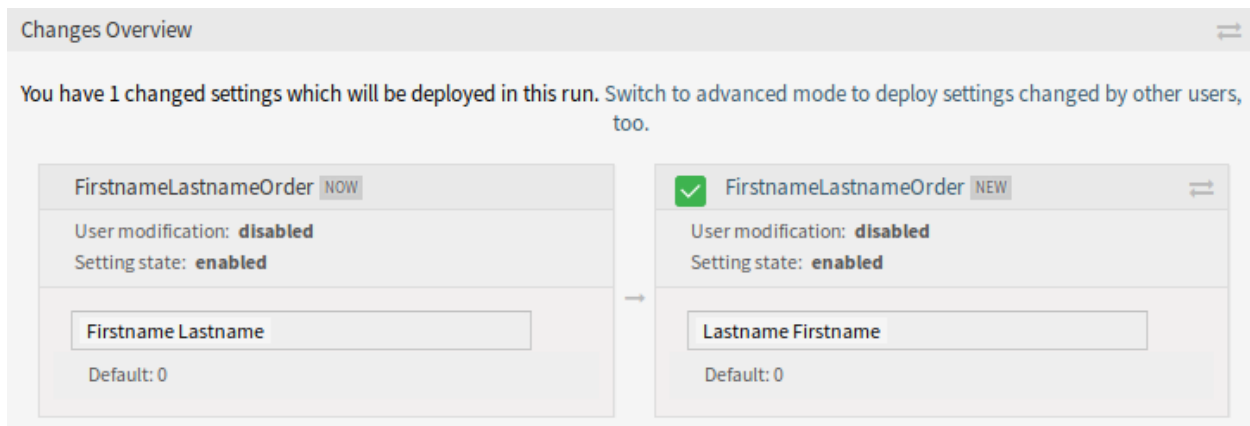 Changes Overview
You have 1 changed settings which will be deployed in this run. Switch to advanced mode to deploy settings changed by other users,
too.
FirstnameLastnameOrder NOW
User modification: disabled
Setting state: enabled
Firstname Lastname
Default: 0
FirstnameLastnameOrder NEW
User modification: disabled
Setting state: enabled
Lastname Firstname
Default: 0